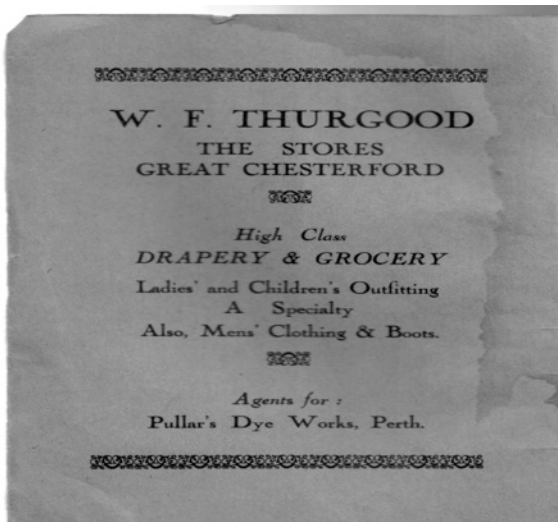 W. F. THURGOOD
THE STORES
GREAT CHESTERFORD
High Class
DRAPERY & GROCERY
Ladies' and Children's Outfitting
A Specialty
Also, Mens' Clothing & Boots.
Agents for :
Pullar's Dye Works, Perth.